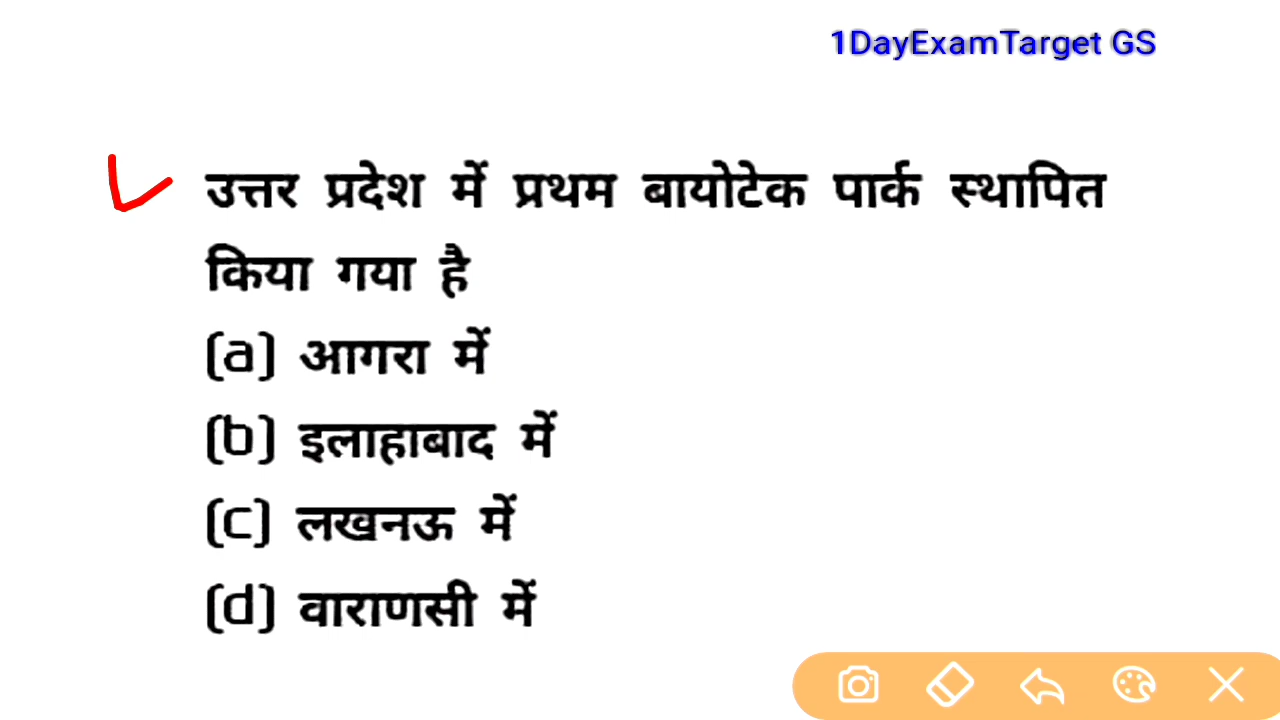 1DayExamTarget GS
उत्तर प्रदेश में प्रथम बायोटेक पार्क स्थापित
किया गया है
(a) आगरा में
(b) इलाहाबाद में
(c) लखनऊ में
(d) वाराणसी में